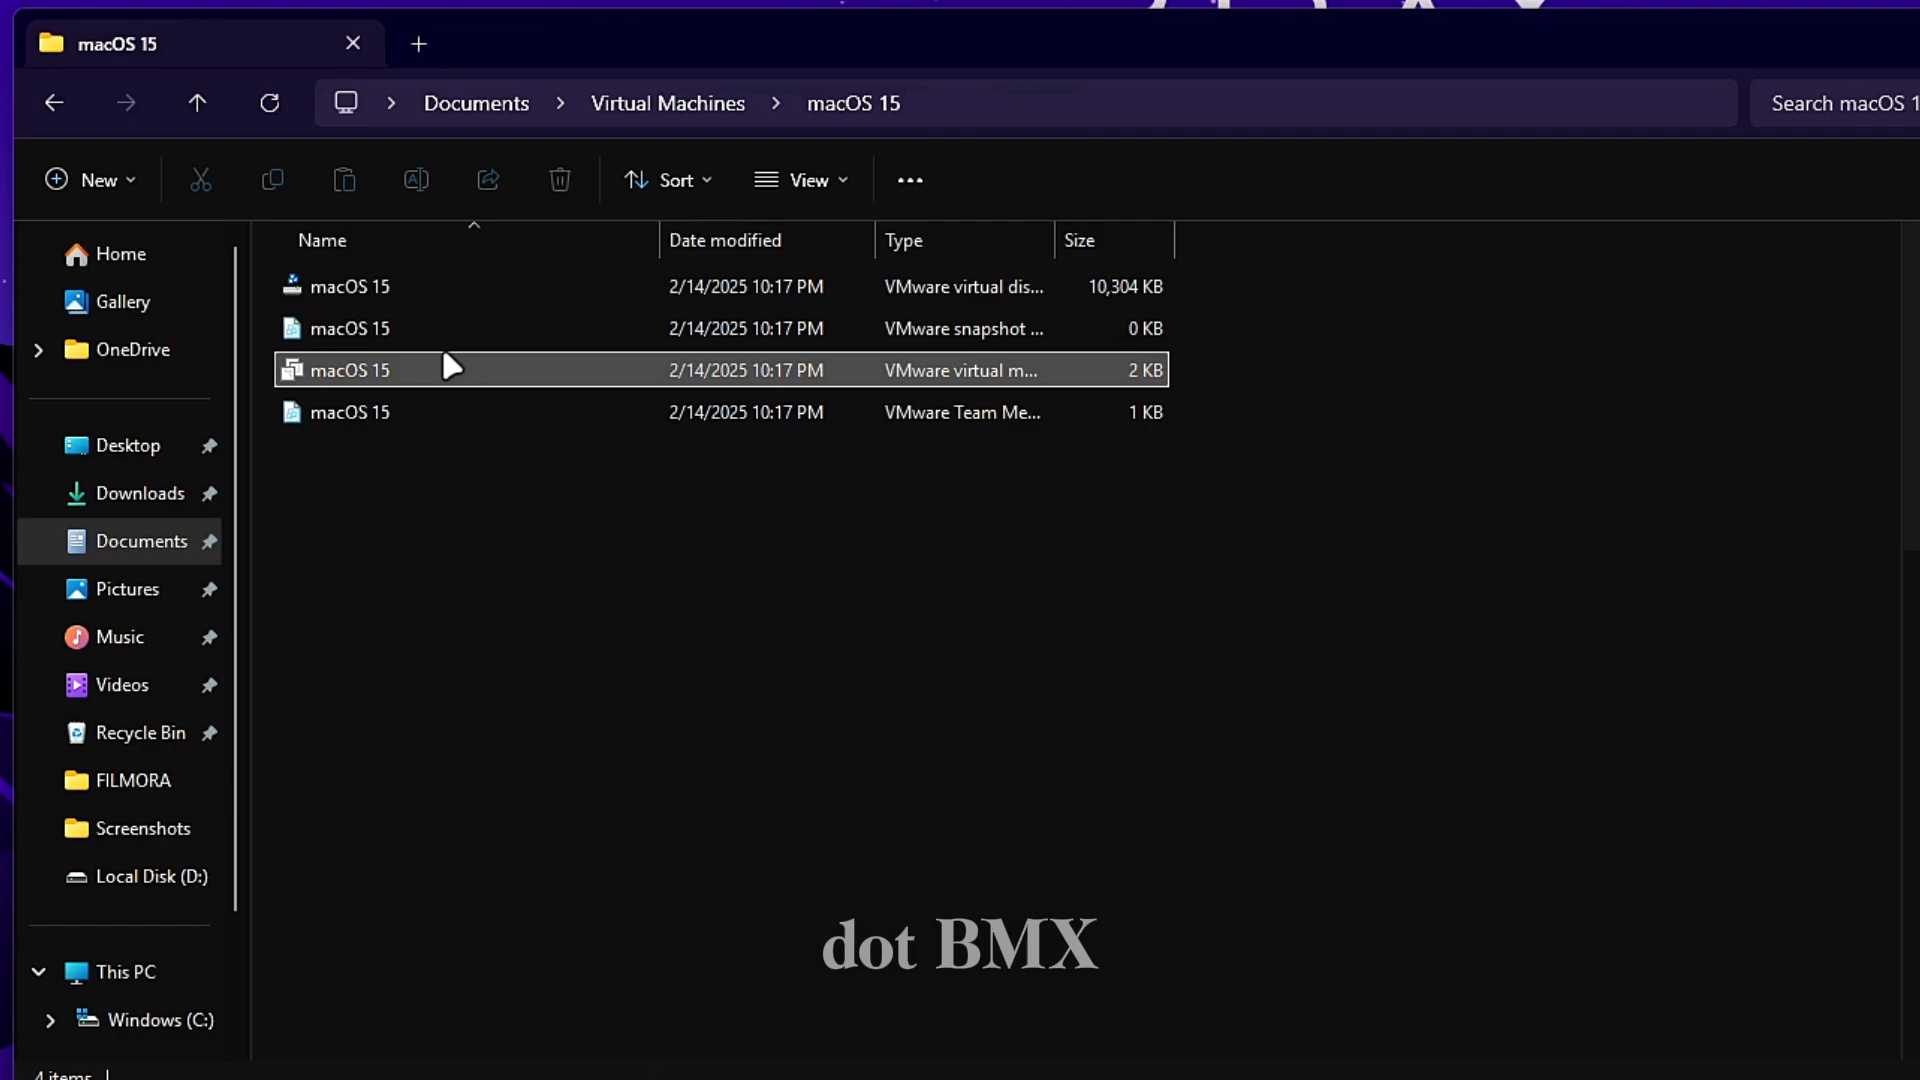 macOS 15
Documents > Virtual Machines > macOS 15
Search macOS 1
New
Sort
View
Name
Date modified
Type
Size
macOS 15 2/14/2025 10:17 PM VMware virtual dis... 10,304 KB
macOS 15 2/14/2025 10:17 PM VMware snapshot ... 0 KB
macOS 15 2/14/2025 10:17 PM VMware virtual m... 2 KB
macOS 15 2/14/2025 10:17 PM VMware Team Me... 1 KB
Home
Gallery
OneDrive
Desktop
Downloads
Documents
Pictures
Music
Videos
Recycle Bin
FILMORA
Screenshots
Local Disk (D:)
This PC
Windows (C:)
4 items
dot BMX